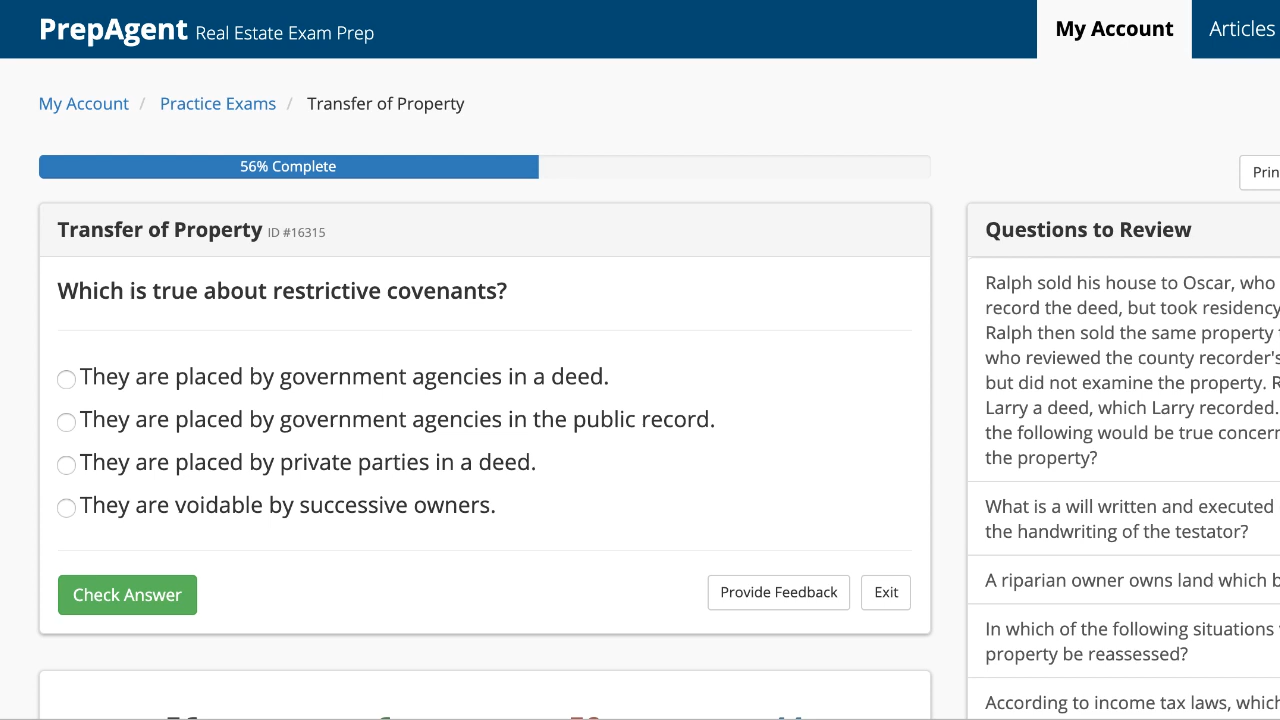 PrepAgent Real Estate Exam Prep
My Account
Articles
My Account / Practice Exams / Transfer of Property
56% Complete
Prin
Transfer of Property ID #16315
Which is true about restrictive covenants?
They are placed by government agencies in a deed.
They are placed by government agencies in the public record.
They are placed by private parties in a deed.
They are voidable by successive owners.
Check Answer
Provide Feedback
Exit
Questions to Review
Ralph sold his house to Oscar, who
record the deed, but took residency
Ralph then sold the same property
who reviewed the county recorder's
but did not examine the property. R
Larry a deed, which Larry recorded.
the following would be true concern
the property?
What is a will written and executed
the handwriting of the testator?
A riparian owner owns land which b
In which of the following situations
property be reassessed?
According to income tax laws, which